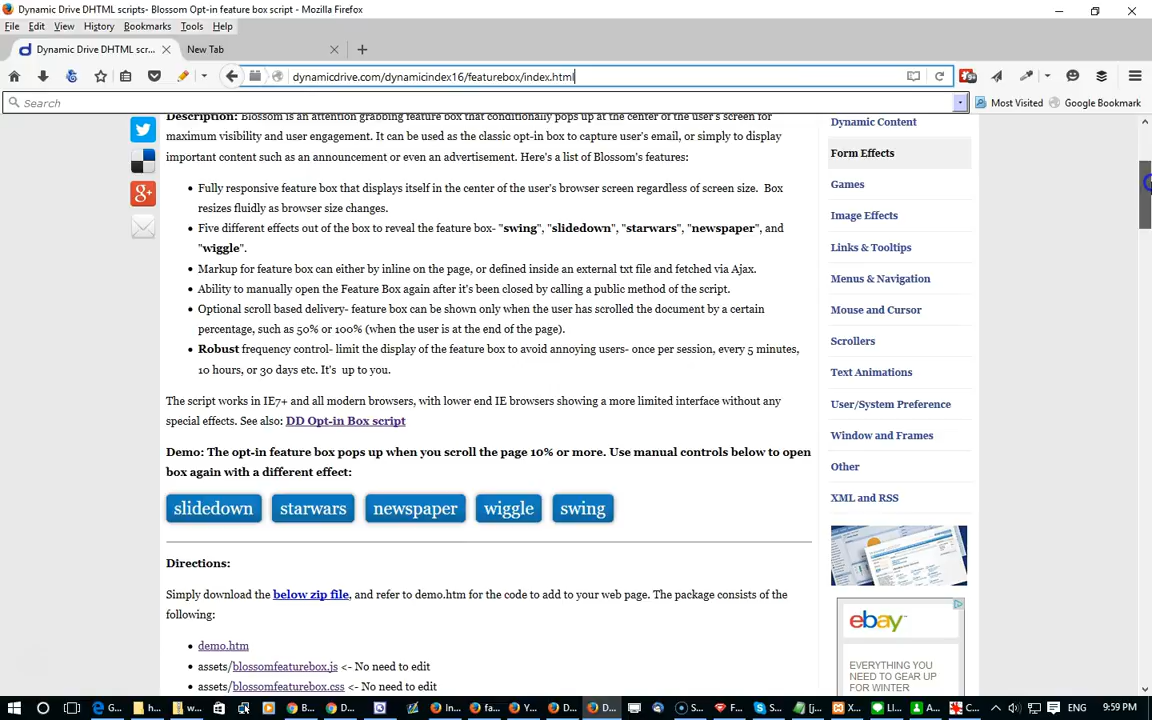 Dynamic Drive DHTML scripts- Blossom Opt-in feature box script - Mozilla Firefox
File Edit View History Bookmarks Tools Help
Dynamic Drive DHTML scr...
New Tab
dynamicdrive.com/dynamicindex16/featurebox/index.html
Search
Most Visited
Google Bookmark
Description: Blossom is an attention grabbing feature box that conditionally pops up at the center of the user's screen for
maximum visibility and user engagement. It can be used as the classic opt-in box to capture user's email, or simply to display
important content such as an announcement or even an advertisement. Here's a list of Blossom's features:
• Fully responsive feature box that displays itself in the center of the user's browser screen regardless of screen size. Box
resizes fluidly as browser size changes.
• Five different effects out of the box to reveal the feature box- "swing", "slidedown", "starwars", "newspaper", and
"wiggle".
• Markup for feature box can either by inline on the page, or defined inside an external txt file and fetched via Ajax.
• Ability to manually open the Feature Box again after it's been closed by calling a public method of the script.
• Optional scroll based delivery- feature box can be shown only when the user has scrolled the document by a certain
percentage, such as 50% or 100% (when the user is at the end of the page).
• Robust frequency control- limit the display of the feature box to avoid annoying users- once per session, every 5 minutes,
10 hours, or 30 days etc. It's up to you.
The script works in IE7+ and all modern browsers, with lower end IE browsers showing a more limited interface without any
special effects. See also: DD Opt-in Box script
Demo: The opt-in feature box pops up when you scroll the page 10% or more. Use manual controls below to open
box again with a different effect:
slidedown starwars newspaper wiggle swing
Directions:
Simply download the below zip file, and refer to demo.htm for the code to add to your web page. The package consists of the
following:
• demo.htm
• assets/blossomfeaturebox.js <- No need to edit
• assets/blossomfeaturebox.css <- No need to edit
Dynamic Content
Form Effects
Games
Image Effects
Links & Tooltips
Menus & Navigation
Mouse and Cursor
Scrollers
Text Animations
User/System Preference
Window and Frames
Other
XML and RSS
ebay
EVERYTHING YOU
NEED TO GEAR UP
FOR WINTER
G... h... w... B... D... In... fa... Y... D... S... F... S... [j... X... LI... A... C...
ENG 9:59 PM